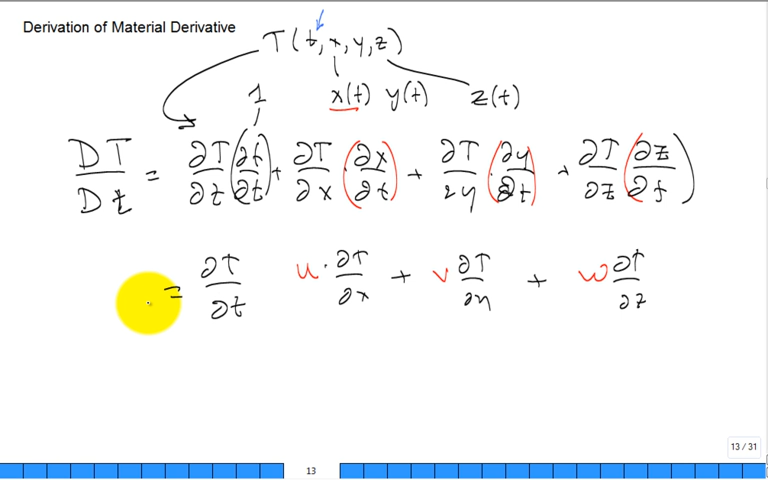 Derivation of Material Derivative
T(t, x, y, z)
1 x(t) y(t) z(t)
DT/Dt = ∂T/∂t (∂t/∂t) + ∂T/∂x (∂x/∂t) + ∂T/∂y (∂y/∂t) + ∂T/∂z (∂z/∂t)
= ∂T/∂t u · ∂T/∂x + v ∂T/∂y + w ∂T/∂z
13 / 31
13